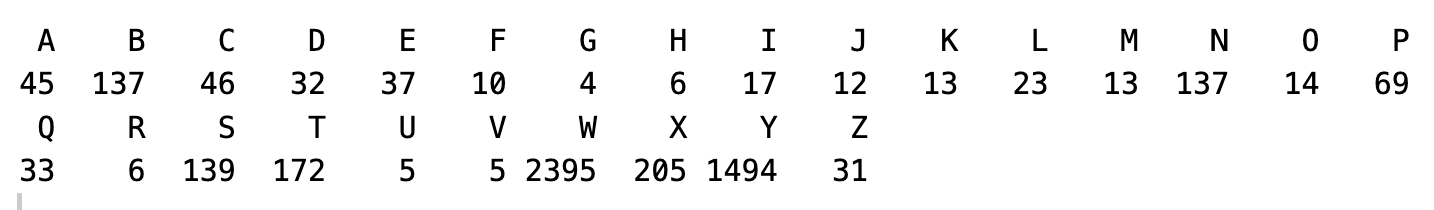 A B C D E F G H I J K L M N O P
45 137 46 32 37 10 4 6 17 12 13 23 13 137 14 69
Q R S T U V W X Y Z
33 6 139 172 5 5 2395 205 1494 31